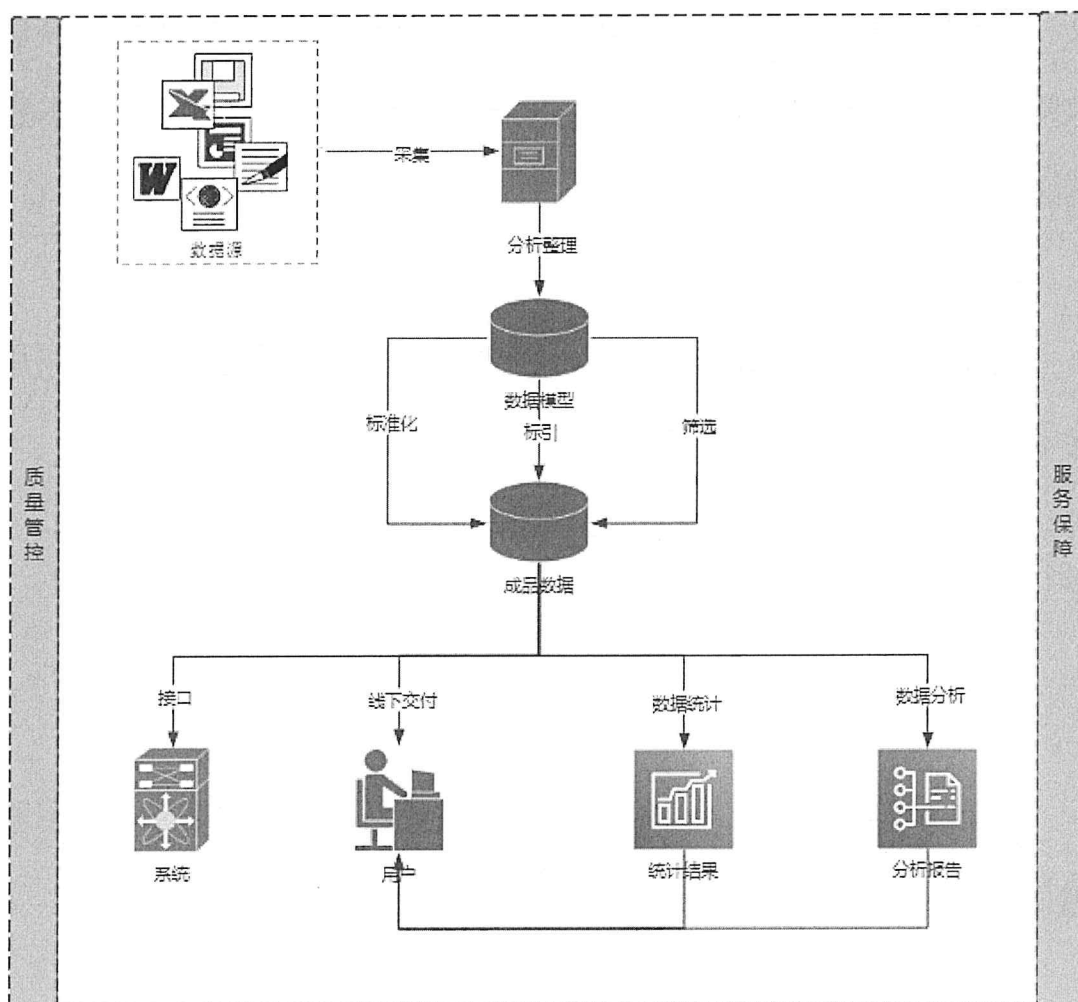 数据源
采集
分析整理
数据模型
标准化
标引
筛选
成品数据
质量管控
服务保障
接口
线下交付
数据统计
数据分析
系统
用户
统计结果
分析报告
W